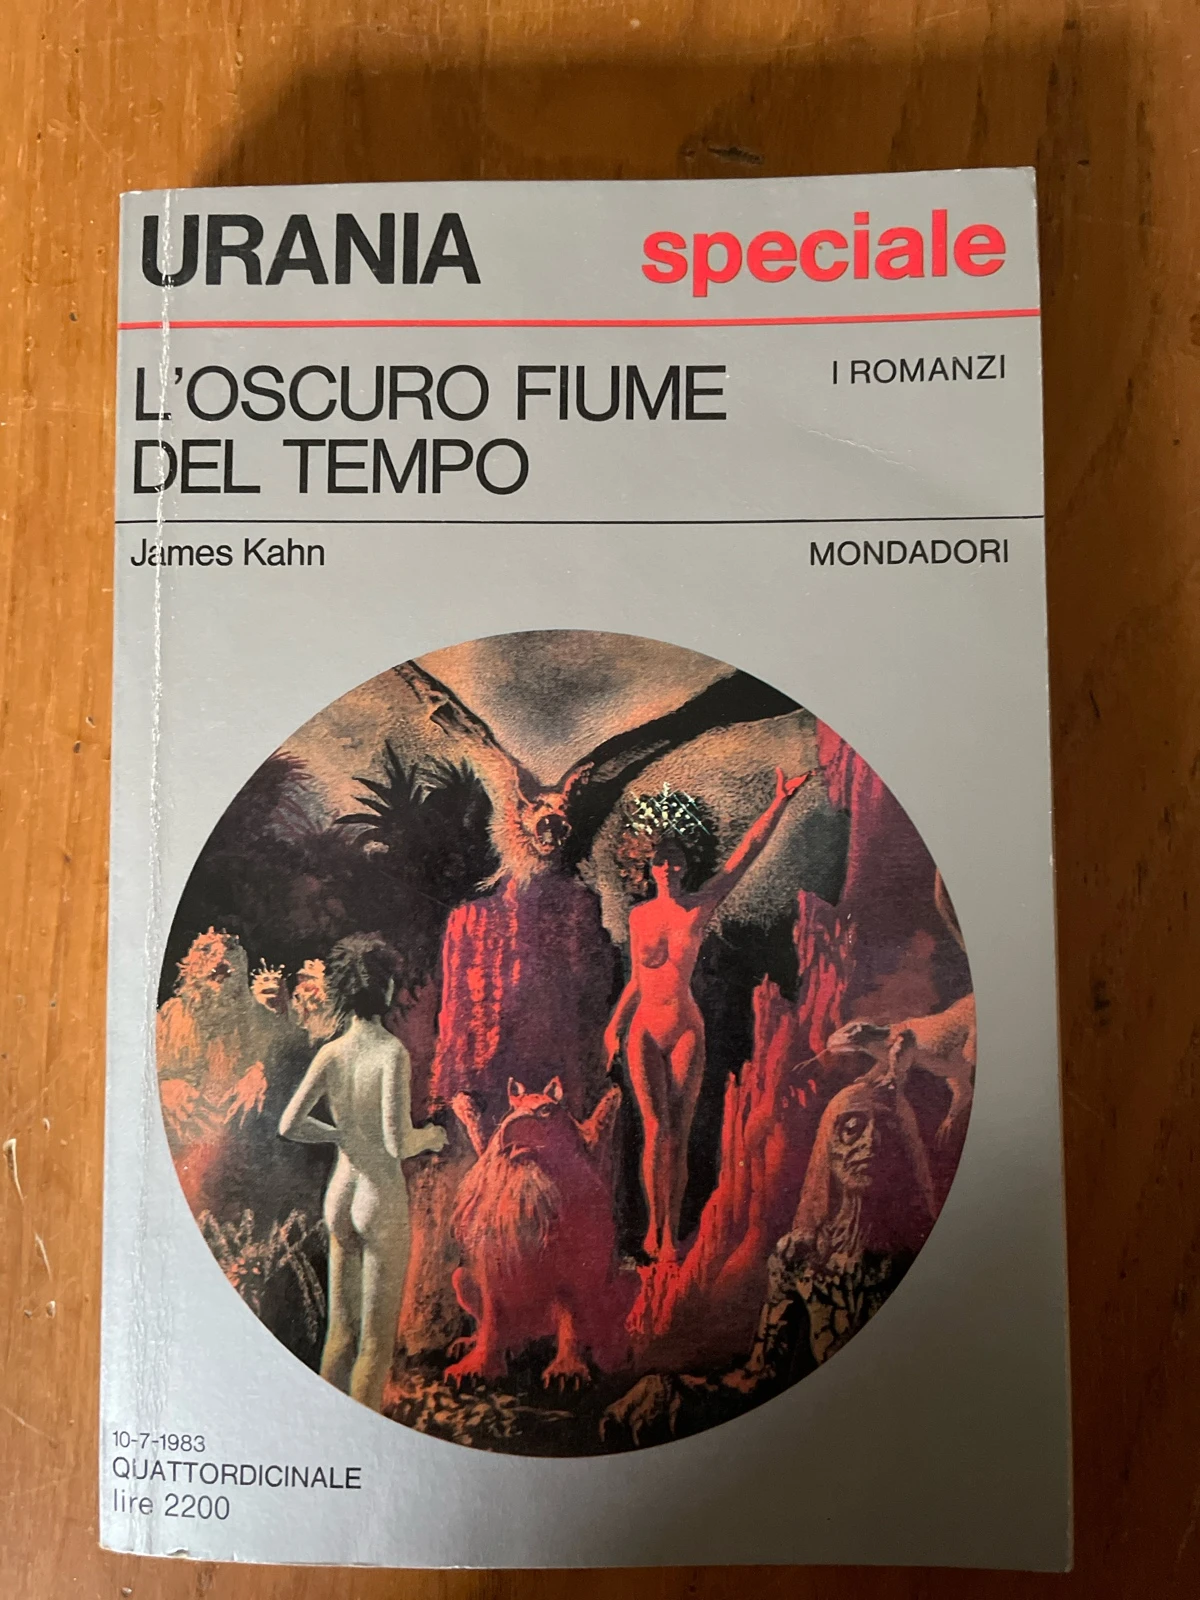 URANIA speciale
L'OSCURO FIUME
DEL TEMPO
I ROMANZI
James Kahn
MONDADORI
10-7-1983
QUATTORDICINALE
lire 2200